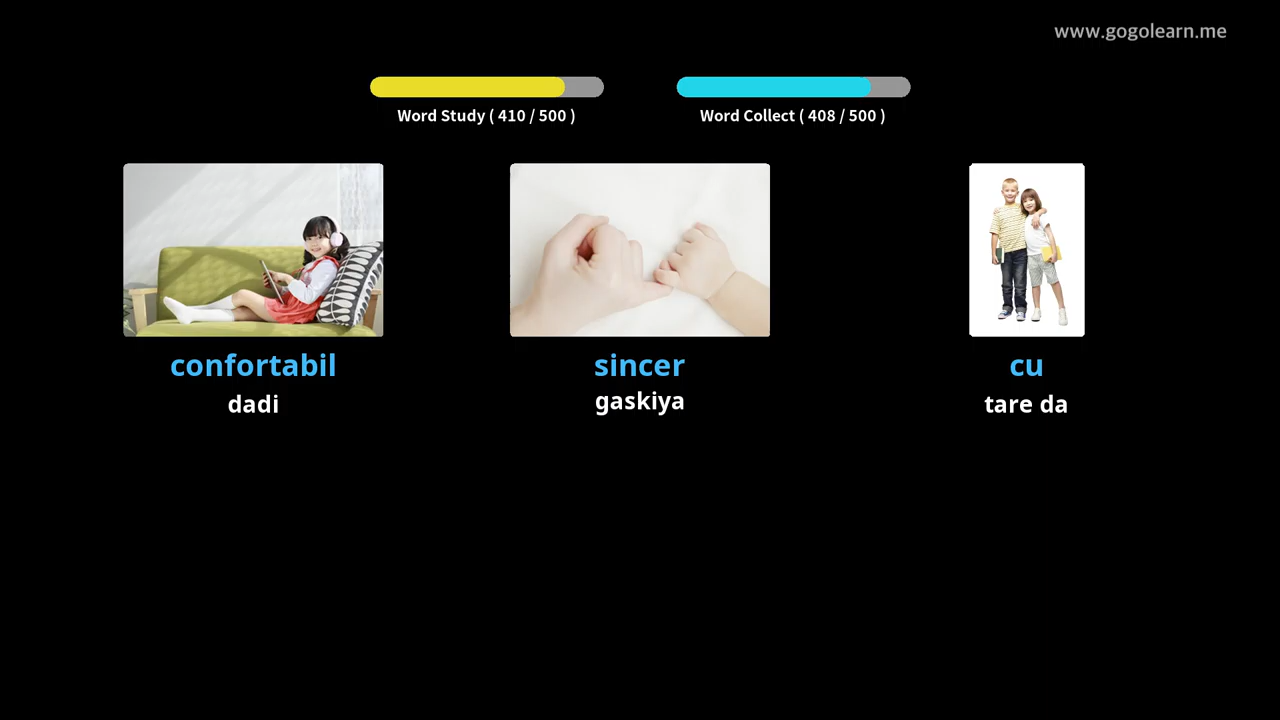 www.gogolearn.me
Word Study ( 410 / 500 )
Word Collect ( 408 / 500 )
confortabil
dadi
sincer
gaskiya
cu
tare da